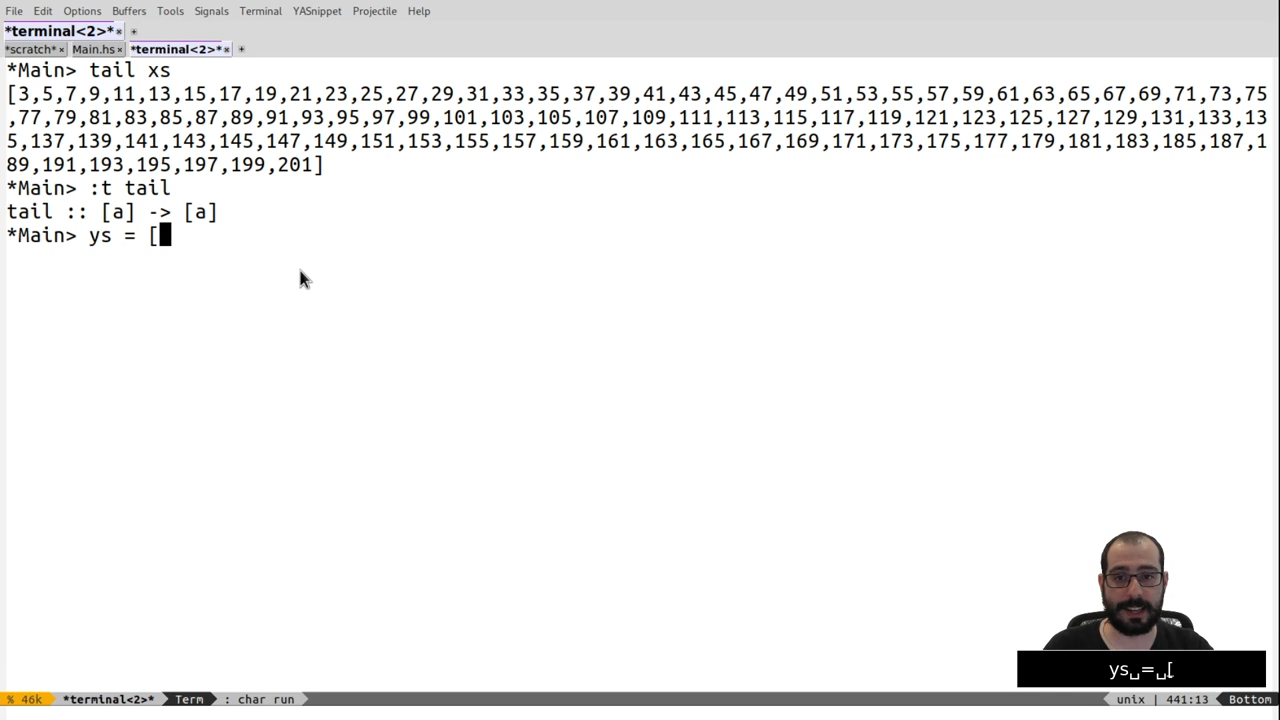 File Edit Options Buffers Tools Signals Terminal YASnippet Projectile Help
*terminal<2>*× +
*scratch*× Main.hs× *terminal<2>*× +
*Main> tail xs
[3,5,7,9,11,13,15,17,19,21,23,25,27,29,31,33,35,37,39,41,43,45,47,49,51,53,55,57,59,61,63,65,67,69,71,73,75
,77,79,81,83,85,87,89,91,93,95,97,99,101,103,105,107,109,111,113,115,117,119,121,123,125,127,129,131,133,13
5,137,139,141,143,145,147,149,151,153,155,157,159,161,163,165,167,169,171,173,175,177,179,181,183,185,187,1
89,191,193,195,197,199,201]
*Main> :t tail
tail :: [a] -> [a]
*Main> ys = [
ys␣=␣[
% 46k *terminal<2>* Term : char run unix | 441:13 Bottom